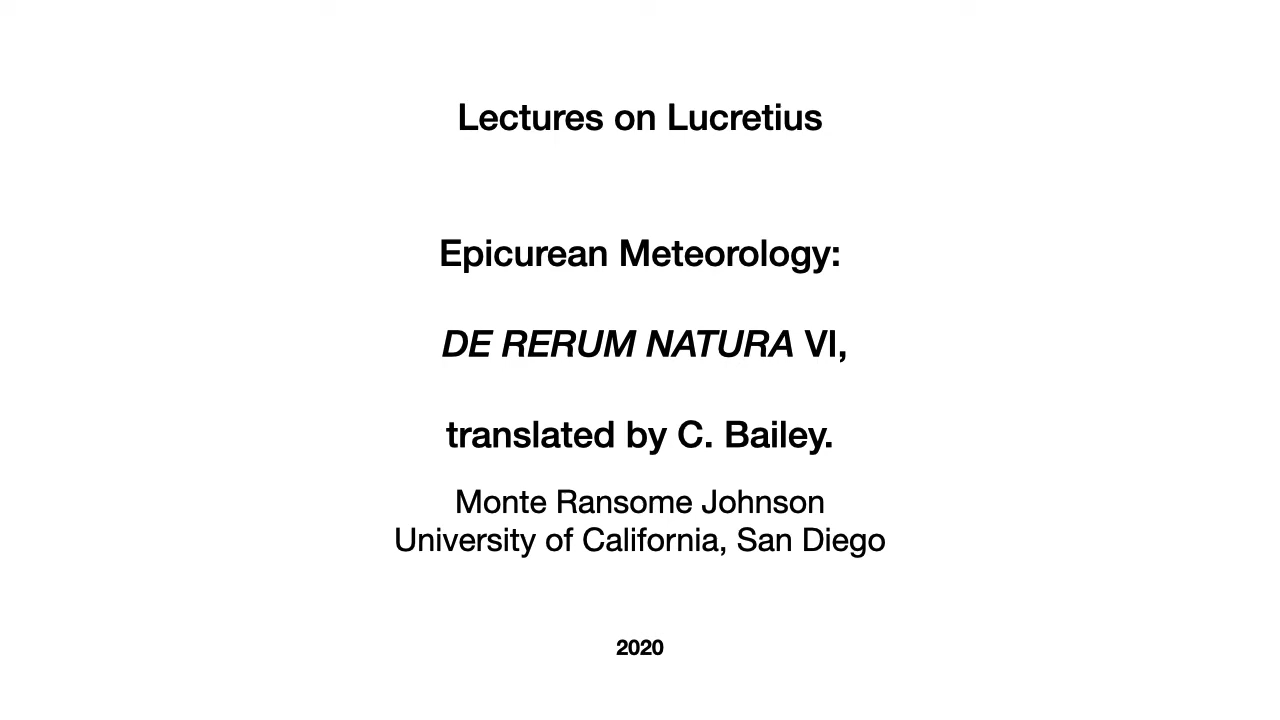 Lectures on Lucretius
Epicurean Meteorology:
DE RERUM NATURA VI,
translated by C. Bailey.
Monte Ransome Johnson
University of California, San Diego
2020